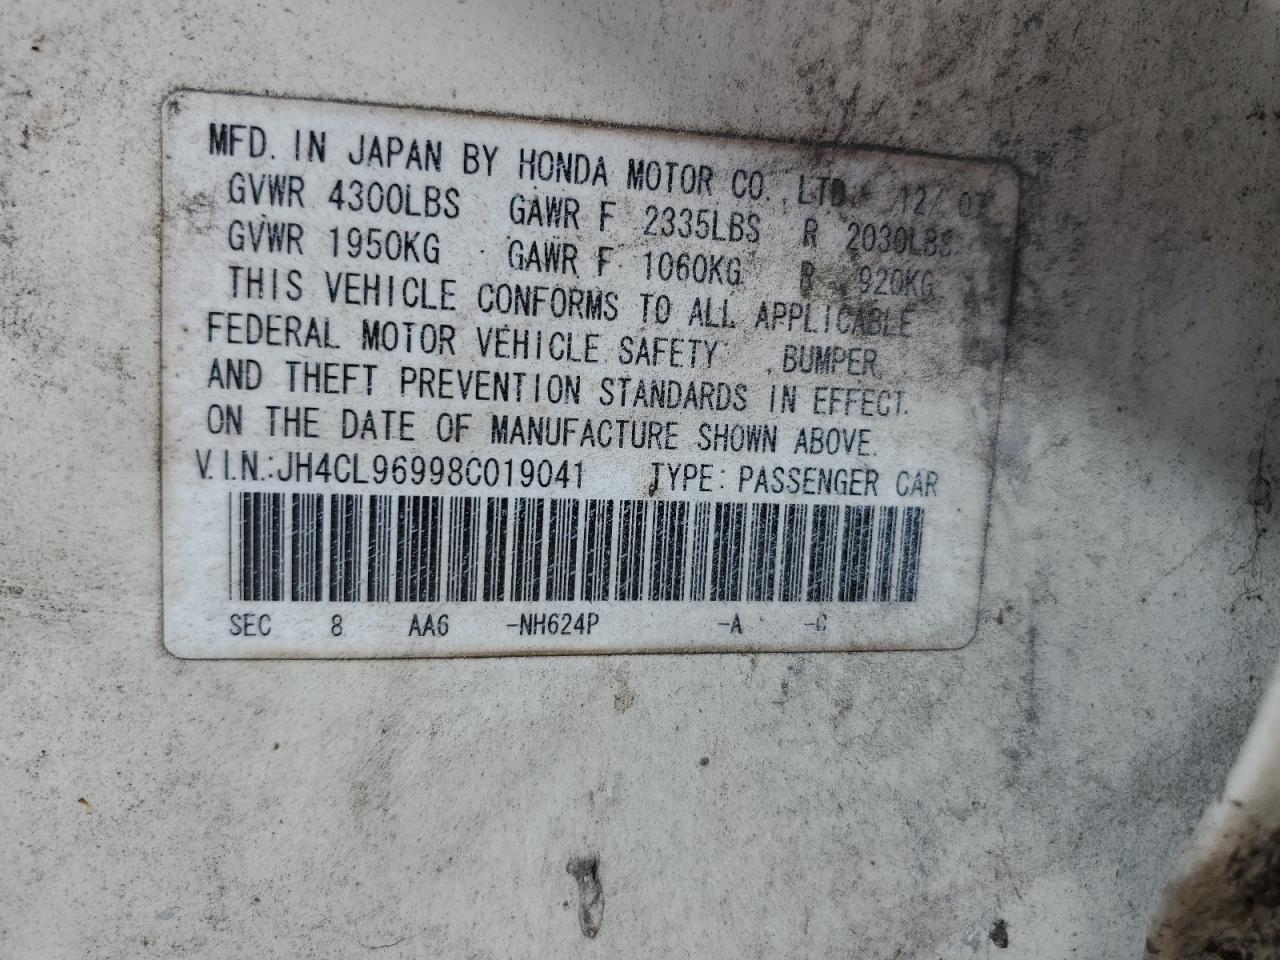 MFD. IN JAPAN BY HONDA MOTOR CO., LTD. 12/07
GVWR 4300LBS GAWR F 2335LBS R 2030LBS
GVWR 1950KG GAWR F 1060KG R 920KG
THIS VEHICLE CONFORMS TO ALL APPLICABLE
FEDERAL MOTOR VEHICLE SAFETY , BUMPER,
AND THEFT PREVENTION STANDARDS IN EFFECT
ON THE DATE OF MANUFACTURE SHOWN ABOVE.
V.I.N.:JH4CL96998C019041 TYPE: PASSENGER CAR
SEC 8 AA6 -NH624P -A -C